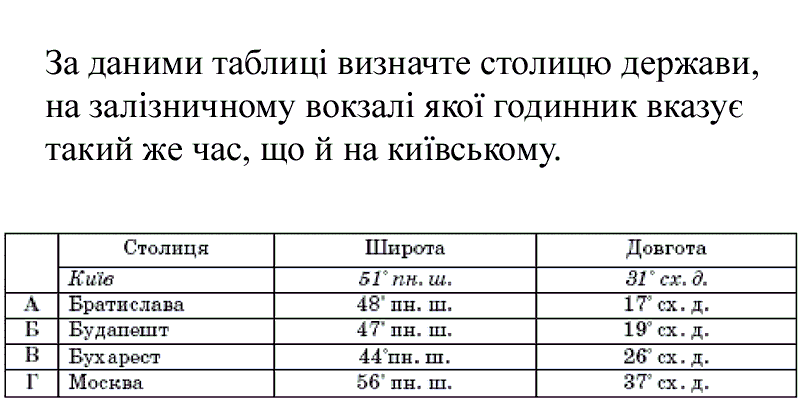 За даними таблиці визначте столицю держави,
на залізничному вокзалі якої годинник вказує
такий же час, що й на київському.
Столиця Широта Довгота
Київ 51° пн. ш. 31° сх. д.
А Братислава 48° пн. ш. 17° сх. д.
Б Будапешт 47° пн. ш. 19° сх. д.
В Бухарест 44°пн. ш. 26° сх. д.
Г Москва 56° пн. ш. 37° сх. д.